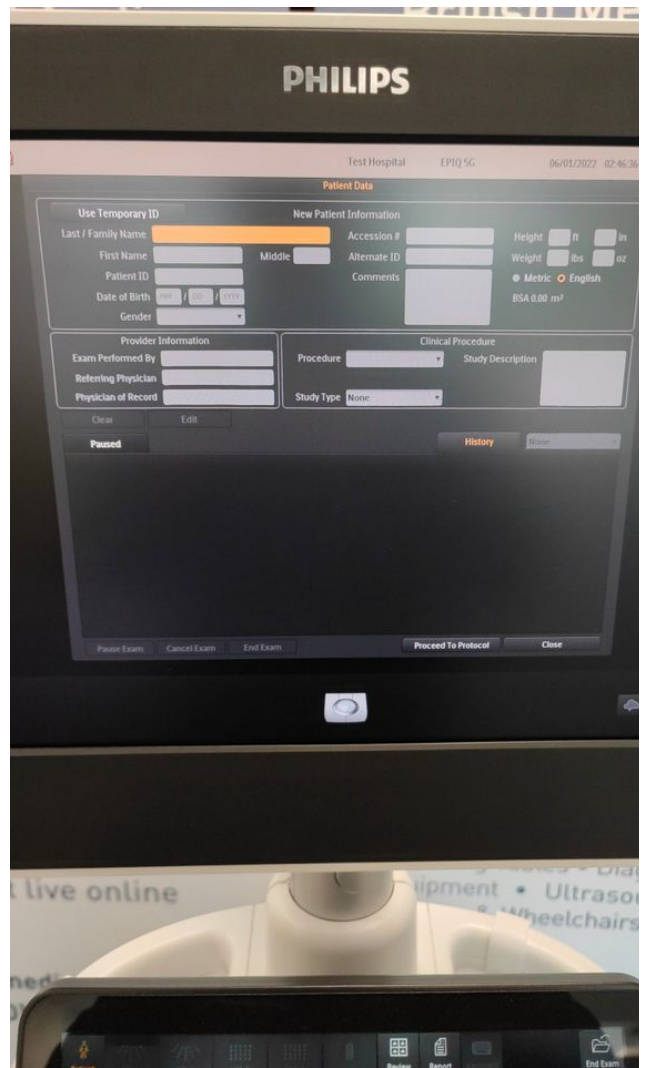 PHILIPS
Test Hospital EPIQ 5G 06/01/2022 02:46:36
Patient Data
Use Temporary ID New Patient Information
Last / Family Name Accession # Height ft in
First Name Middle Alternate ID Weight lbs oz
Patient ID Comments Metric English
Date of Birth MM / DD / YYYY BSA 0.00 m²
Gender
Provider Information Clinical Procedure
Exam Performed By Procedure Study Description
Referring Physician
Physician of Record Study Type None
Clear Edit
Paused History None
Pause Exam Cancel Exam End Exam Proceed To Protocol Close
live online
ipment • Ultraso
& Wheelchairs
Review Report End Exam